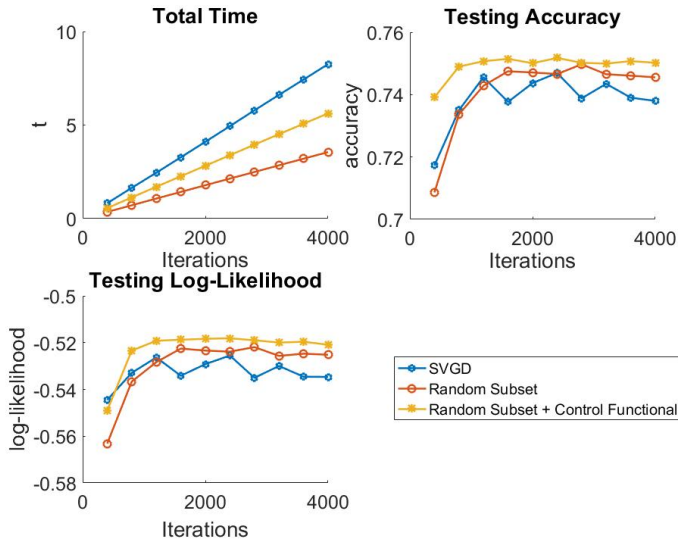 Total Time
10
5
0
t
0
2000
4000
Iterations
Testing Accuracy
0.76
0.74
0.72
0.7
accuracy
0
2000
4000
Iterations
Testing Log-Likelihood
-0.5
-0.52
-0.54
-0.56
-0.58
log-likelihood
0
2000
4000
Iterations
SVGD
Random Subset
Random Subset + Control Functional